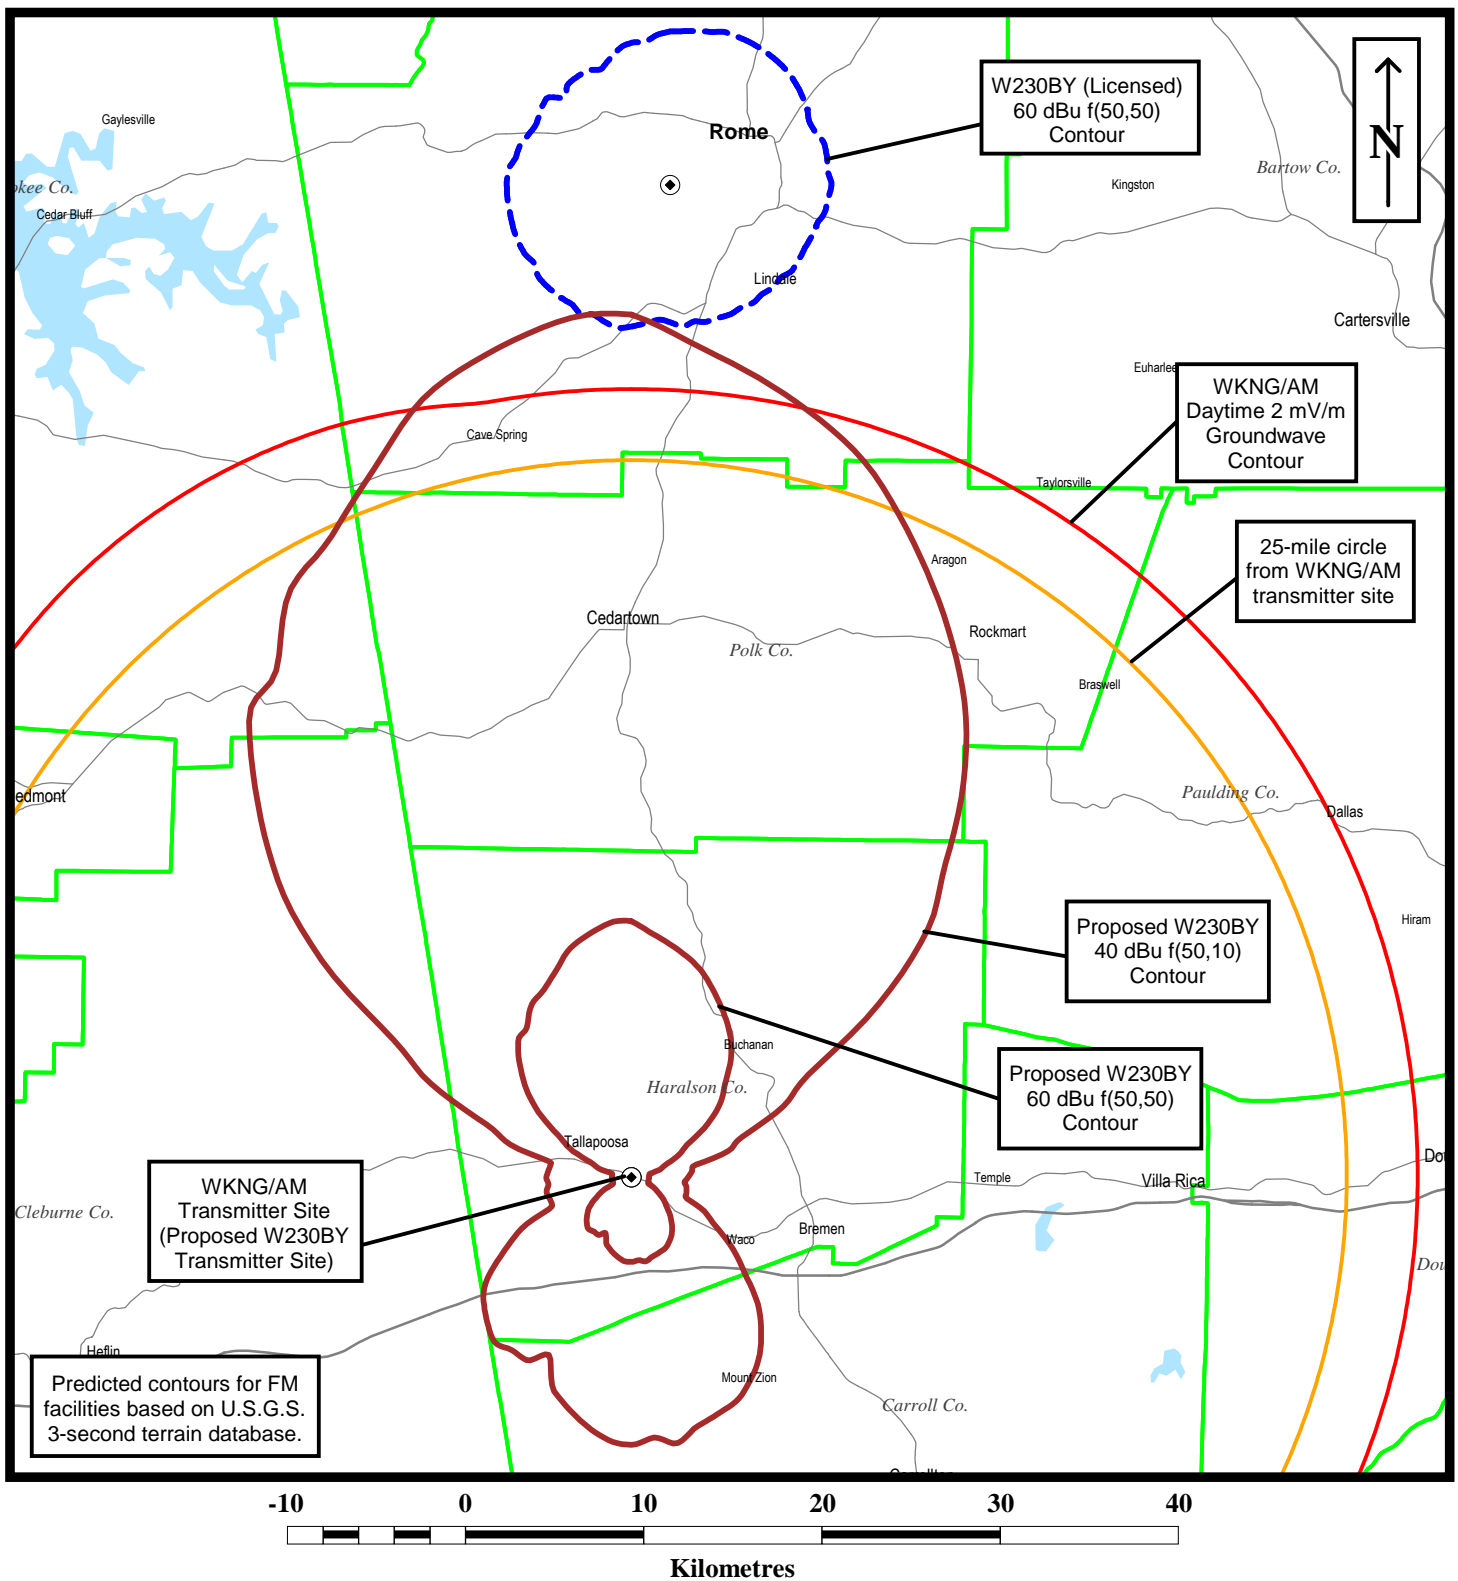 W230BY (Licensed)
60 dBu f(50,50)
Contour
N
Gaylesville
Rome
Bartow Co.
okee Co.
Kingston
Cedar Bluff
Lindale
Cartersville
Euharlee
WKNG/AM
Daytime 2 mV/m
Groundwave
Contour
Cave Spring
Taylorsville
25-mile circle
from WKNG/AM
transmitter site
Aragon
Cedartown
Rockmart
Polk Co.
Braswell
edmont
Paulding Co.
Dallas
Hiram
Proposed W230BY
40 dBu f(50,10)
Contour
Buchanan
Haralson Co.
Proposed W230BY
60 dBu f(50,50)
Contour
Tallapoosa
Temple
Villa Rica
Do
WKNG/AM
Transmitter Site
(Proposed W230BY
Transmitter Site)
Cleburne Co.
Waco
Bremen
Dou
Heflin
Mount Zion
Predicted contours for FM
facilities based on U.S.G.S.
3-second terrain database.
Carroll Co.
-10 0 10 20 30 40
Kilometres